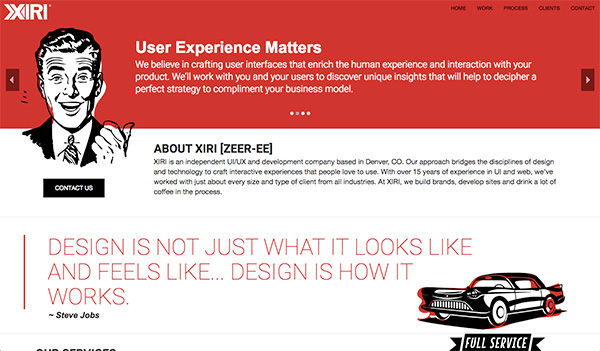 XIRI
HOME WORK PROCESS CLIENTS CONTACT
User Experience Matters
We believe in crafting user interfaces that enrich the human experience and interaction with your
product. We'll work with you and your users to discover unique insights that will help to decipher a
perfect strategy to compliment your business model.
ABOUT XIRI [ZEER-EE]
XIRI is an independent UI/UX and development company based in Denver, CO. Our approach bridges the disciplines of design
and technology to craft interactive experiences that people love to use. With over 15 years of experience in UI and web, we've
worked with just about every size and type of client from all industries. At XIRI, we build brands, develop sites and drink a lot of
coffee in the process.
CONTACT US
DESIGN IS NOT JUST WHAT IT LOOKS LIKE
AND FEELS LIKE... DESIGN IS HOW IT
WORKS.
~ Steve Jobs
FULL SERVICE
OUR SERVICES